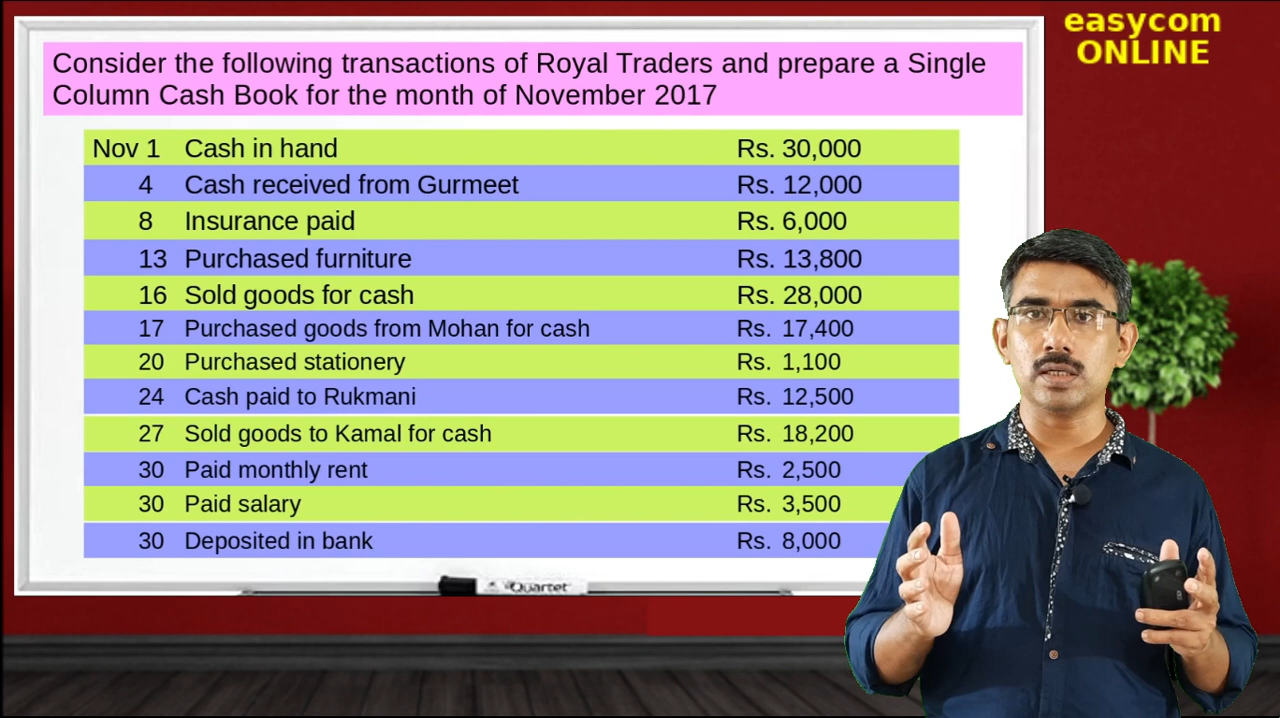 easycom
ONLINE
Consider the following transactions of Royal Traders and prepare a Single
Column Cash Book for the month of November 2017
Nov 1 Cash in hand Rs. 30,000
4 Cash received from Gurmeet Rs. 12,000
8 Insurance paid Rs. 6,000
13 Purchased furniture Rs. 13,800
16 Sold goods for cash Rs. 28,000
17 Purchased goods from Mohan for cash Rs. 17,400
20 Purchased stationery Rs. 1,100
24 Cash paid to Rukmani Rs. 12,500
27 Sold goods to Kamal for cash Rs. 18,200
30 Paid monthly rent Rs. 2,500
30 Paid salary Rs. 3,500
30 Deposited in bank Rs. 8,000
Quartet